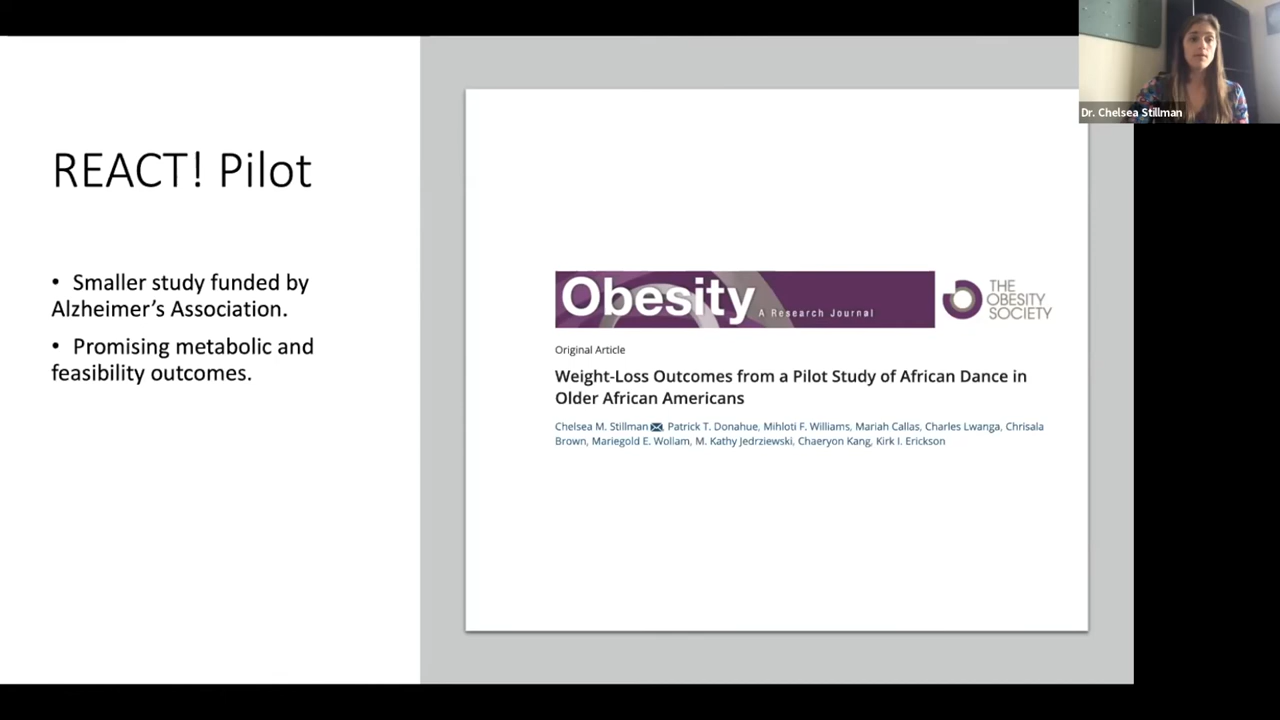 REACT! Pilot
• Smaller study funded by
Alzheimer's Association.
• Promising metabolic and
feasibility outcomes.
Obesity
A Research Journal
THE
OBESITY
SOCIETY
Original Article
Weight-Loss Outcomes from a Pilot Study of African Dance in
Older African Americans
Chelsea M. Stillman, Patrick T. Donahue, Mihloti F. Williams, Mariah Callas, Charles Lwanga, Chrisala
Brown, Mariegold E. Wollam, M. Kathy Jedrziewski, Chaeryon Kang, Kirk I. Erickson
Dr. Chelsea Stillman